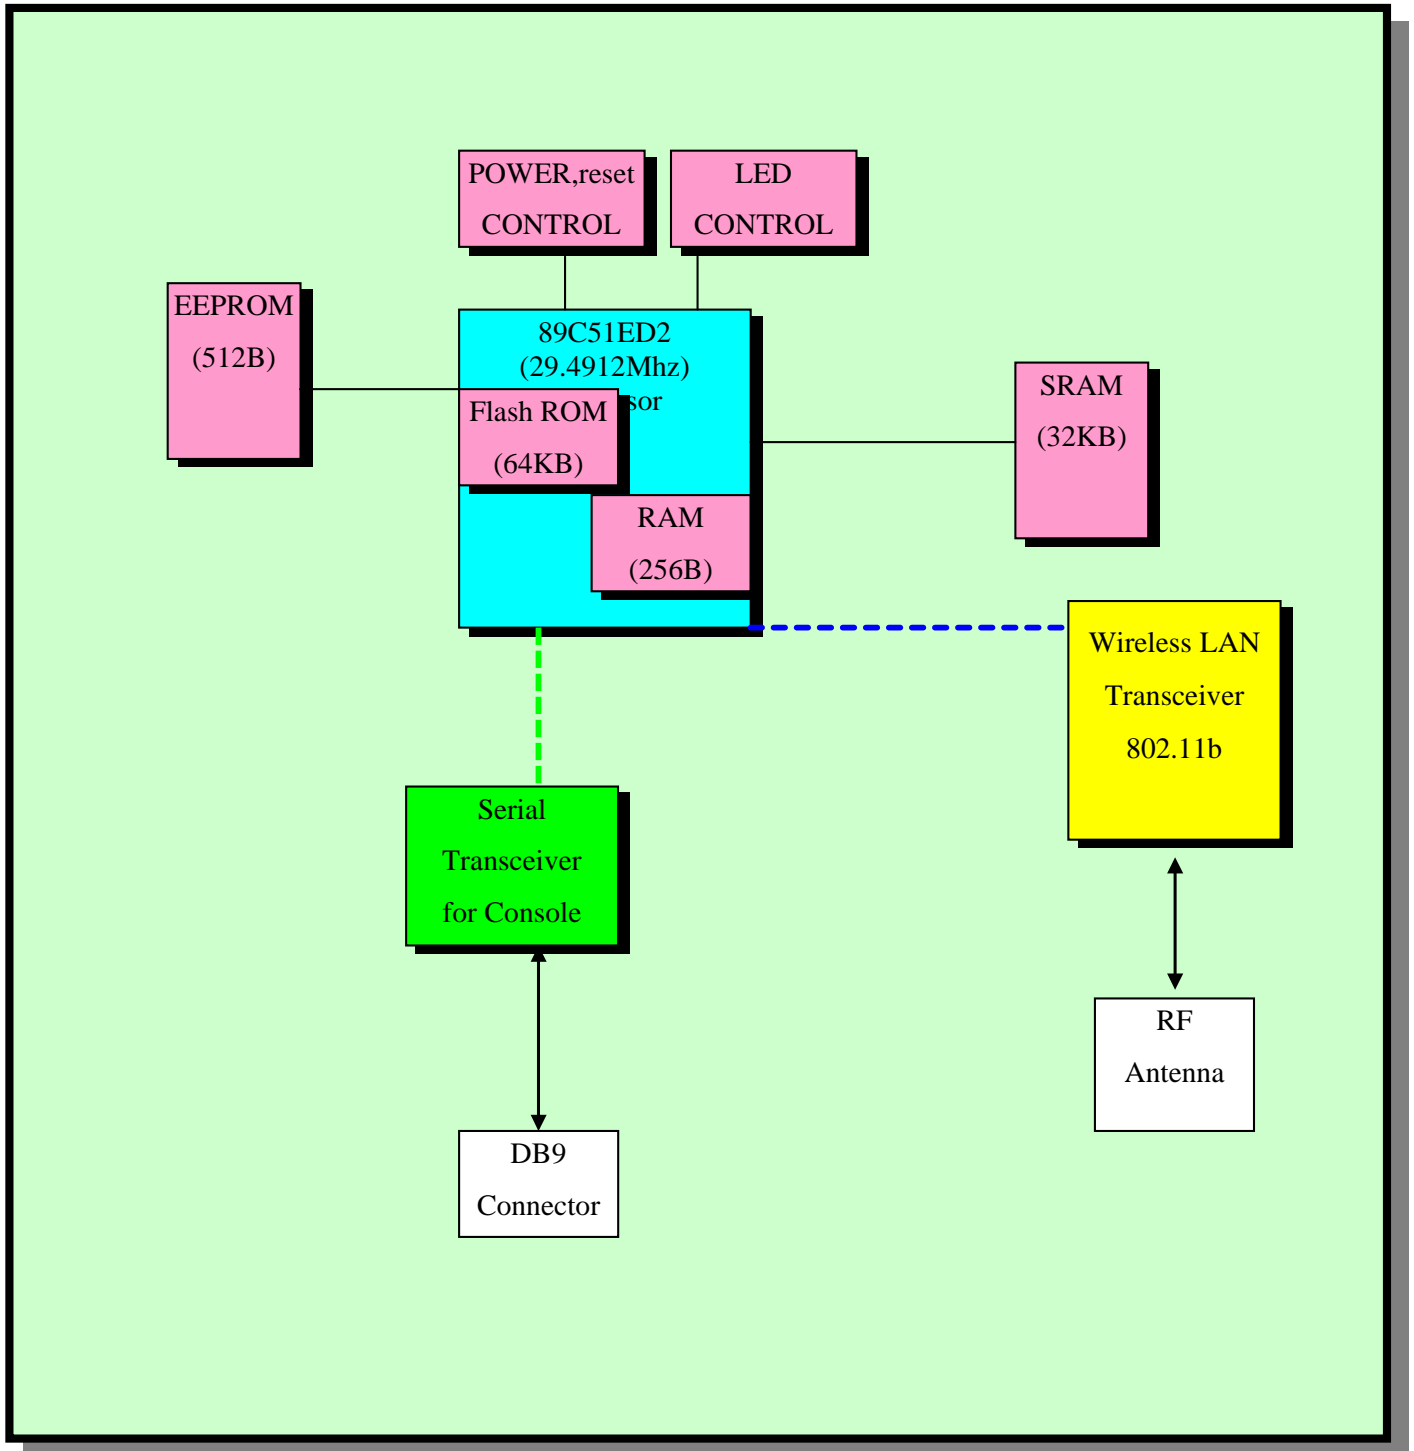 POWER,reset
CONTROL
LED
CONTROL
EEPROM
(512B)
89C51ED2
(29.4912Mhz)
sor
Flash ROM
(64KB)
RAM
(256B)
SRAM
(32KB)
Wireless LAN
Transceiver
802.11b
Serial
Transceiver
for Console
RF
Antenna
DB9
Connector